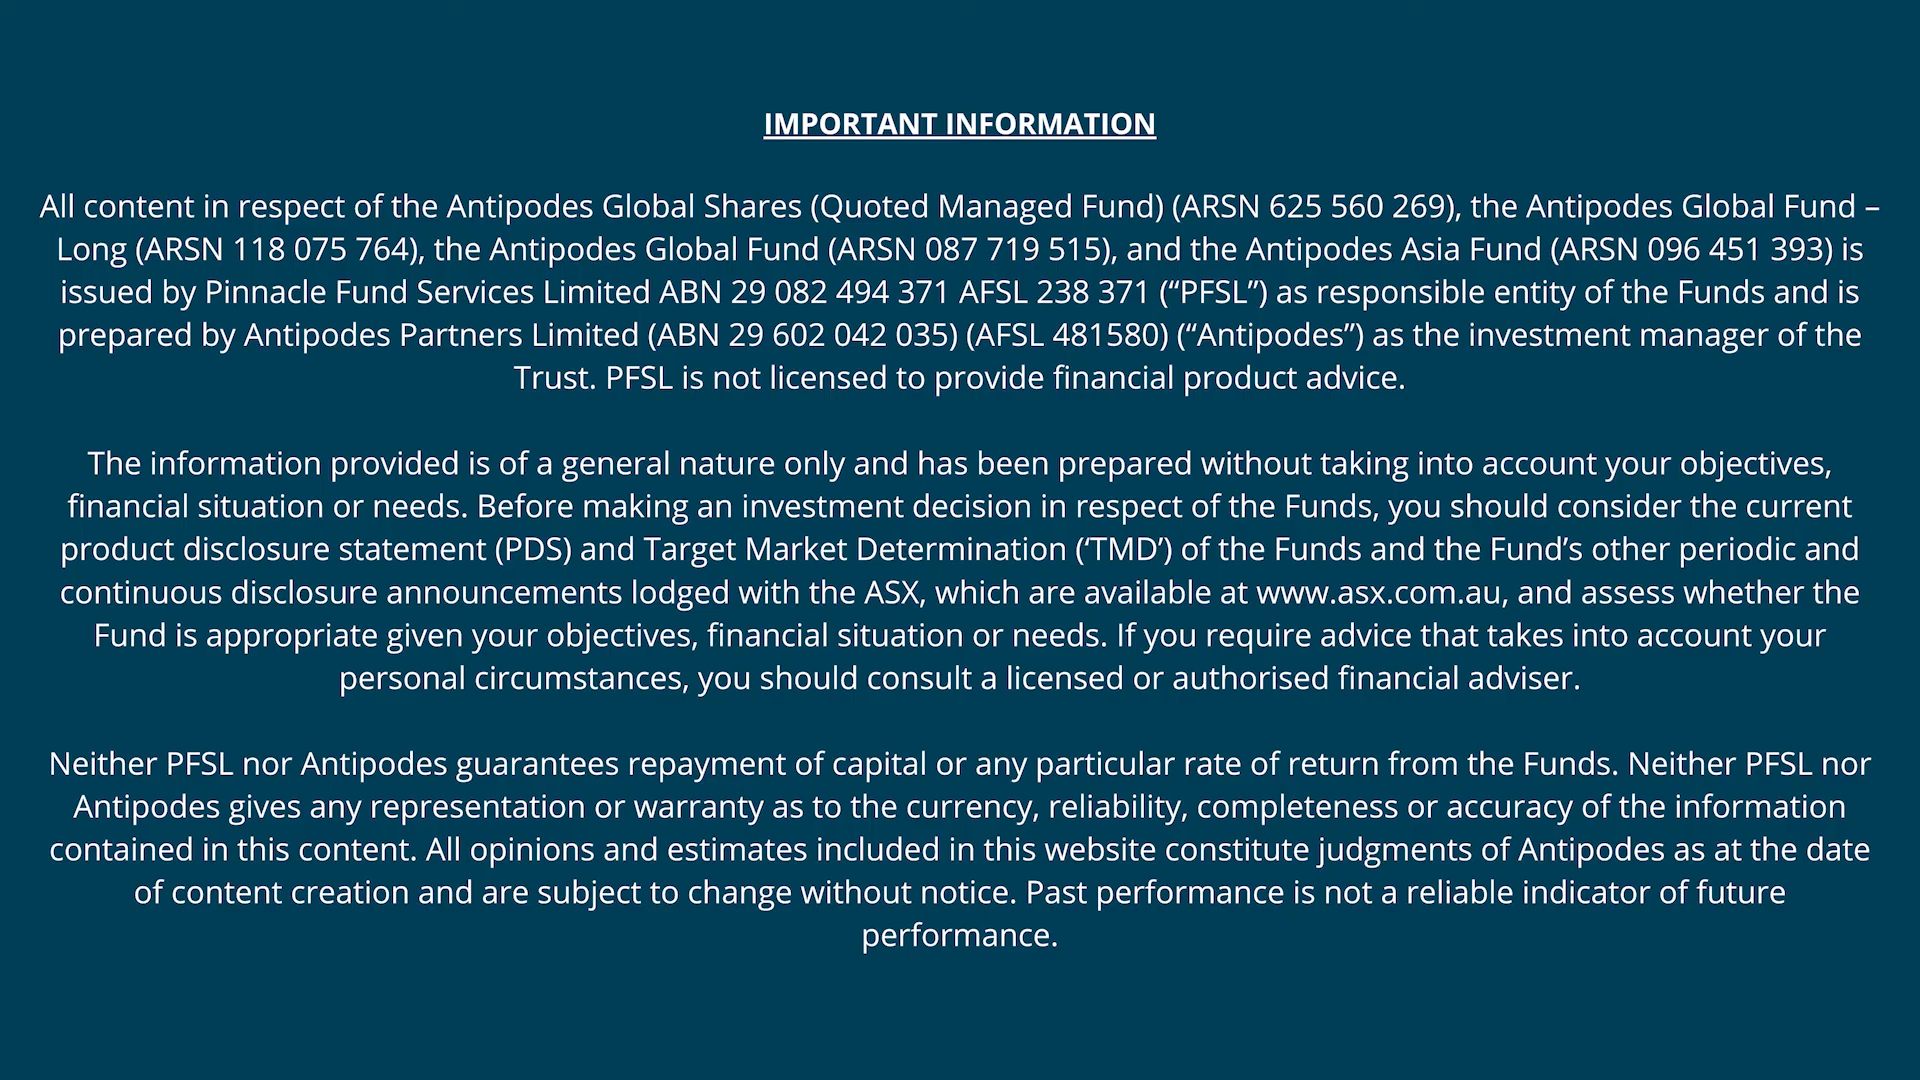 IMPORTANT INFORMATION
All content in respect of the Antipodes Global Shares (Quoted Managed Fund) (ARSN 625 560 269), the Antipodes Global Fund –
Long (ARSN 118 075 764), the Antipodes Global Fund (ARSN 087 719 515), and the Antipodes Asia Fund (ARSN 096 451 393) is
issued by Pinnacle Fund Services Limited ABN 29 082 494 371 AFSL 238 371 (“PFSL”) as responsible entity of the Funds and is
prepared by Antipodes Partners Limited (ABN 29 602 042 035) (AFSL 481580) (“Antipodes”) as the investment manager of the
Trust. PFSL is not licensed to provide financial product advice.
The information provided is of a general nature only and has been prepared without taking into account your objectives,
financial situation or needs. Before making an investment decision in respect of the Funds, you should consider the current
product disclosure statement (PDS) and Target Market Determination (‘TMD’) of the Funds and the Fund’s other periodic and
continuous disclosure announcements lodged with the ASX, which are available at www.asx.com.au, and assess whether the
Fund is appropriate given your objectives, financial situation or needs. If you require advice that takes into account your
personal circumstances, you should consult a licensed or authorised financial adviser.
Neither PFSL nor Antipodes guarantees repayment of capital or any particular rate of return from the Funds. Neither PFSL nor
Antipodes gives any representation or warranty as to the currency, reliability, completeness or accuracy of the information
contained in this content. All opinions and estimates included in this website constitute judgments of Antipodes as at the date
of content creation and are subject to change without notice. Past performance is not a reliable indicator of future
performance.